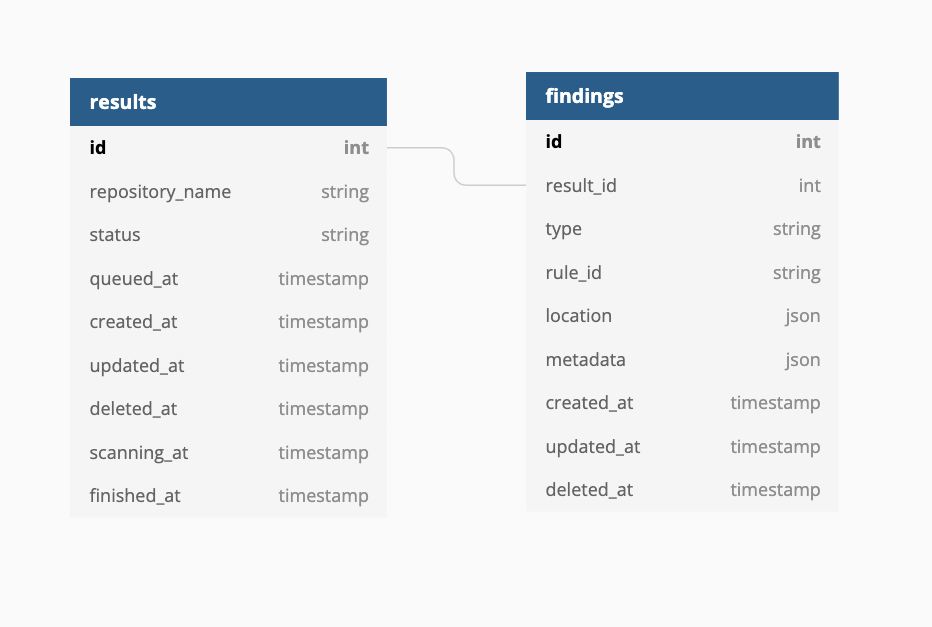 results
id int
repository_name string
status string
queued_at timestamp
created_at timestamp
updated_at timestamp
deleted_at timestamp
scanning_at timestamp
finished_at timestamp
findings
id int
result_id int
type string
rule_id string
location json
metadata json
created_at timestamp
updated_at timestamp
deleted_at timestamp